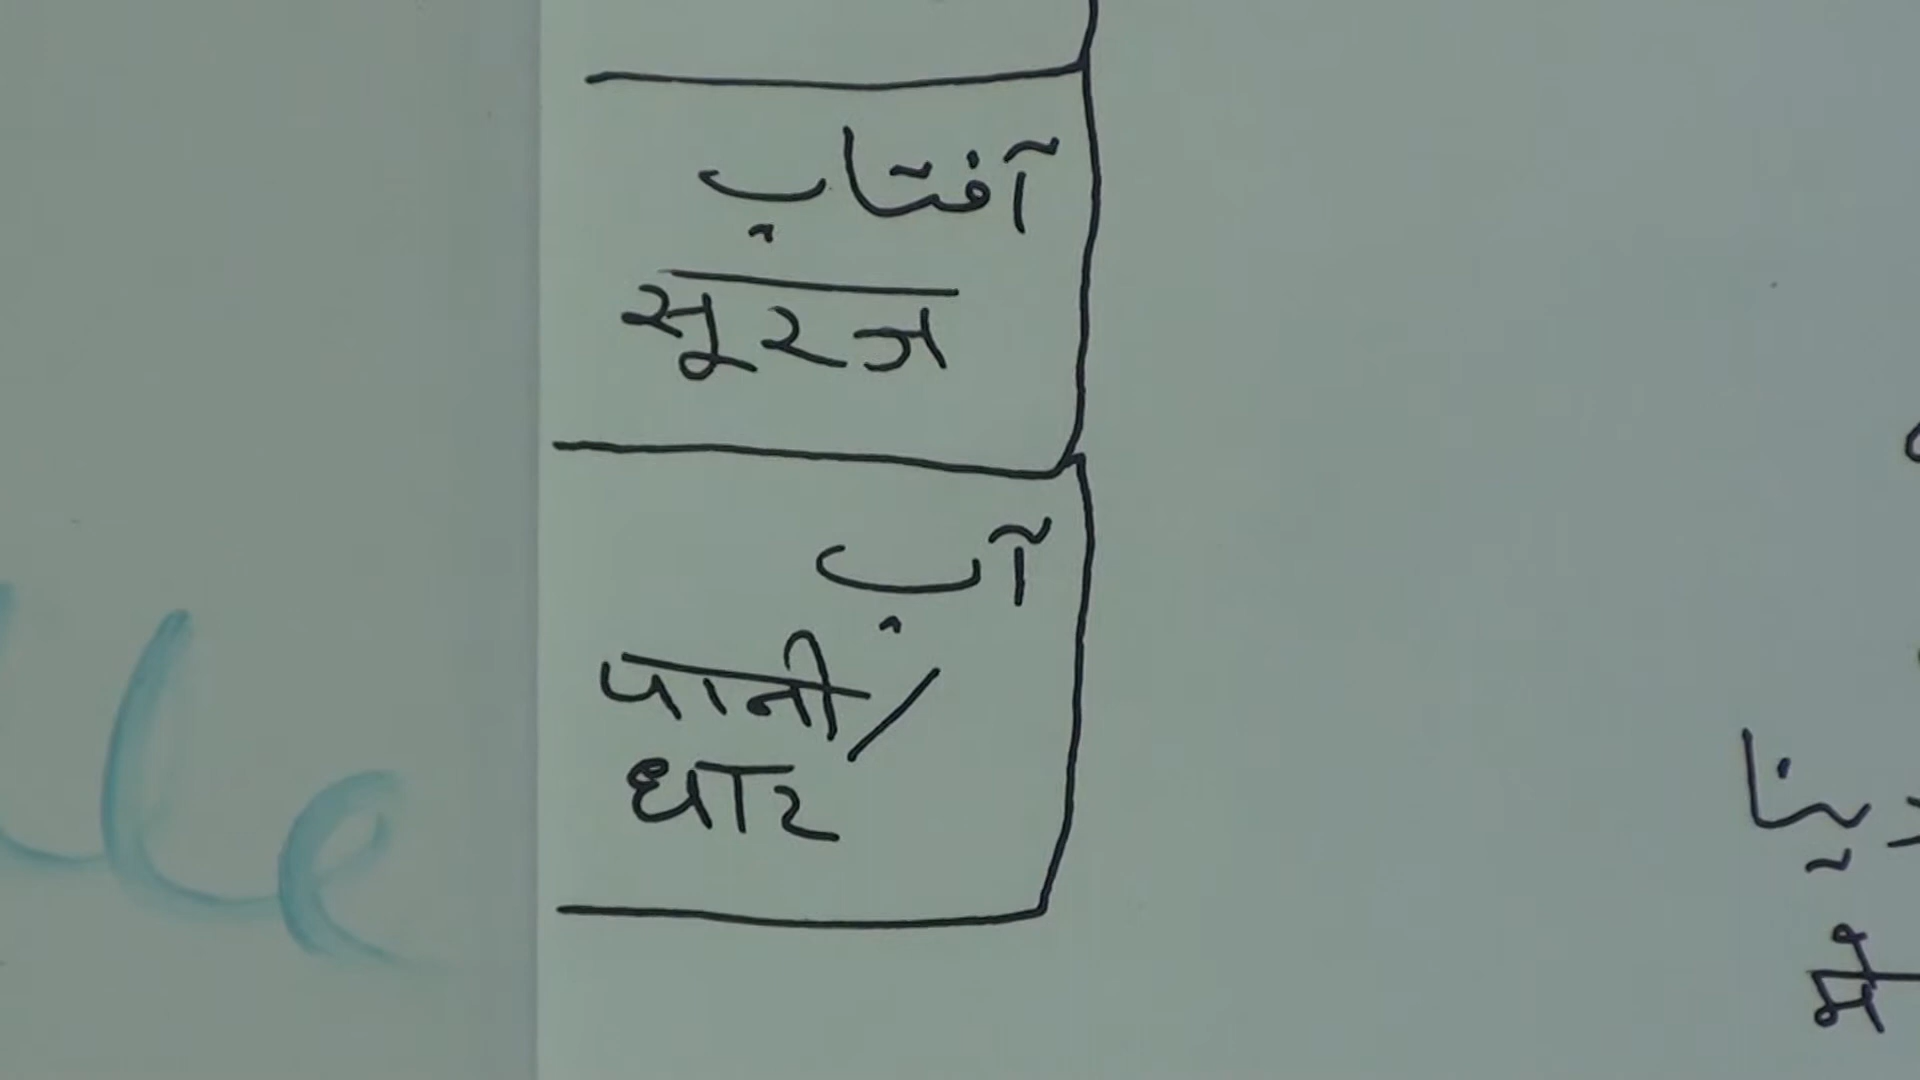 آفتاب
सूरज
آب
पानी/
धार